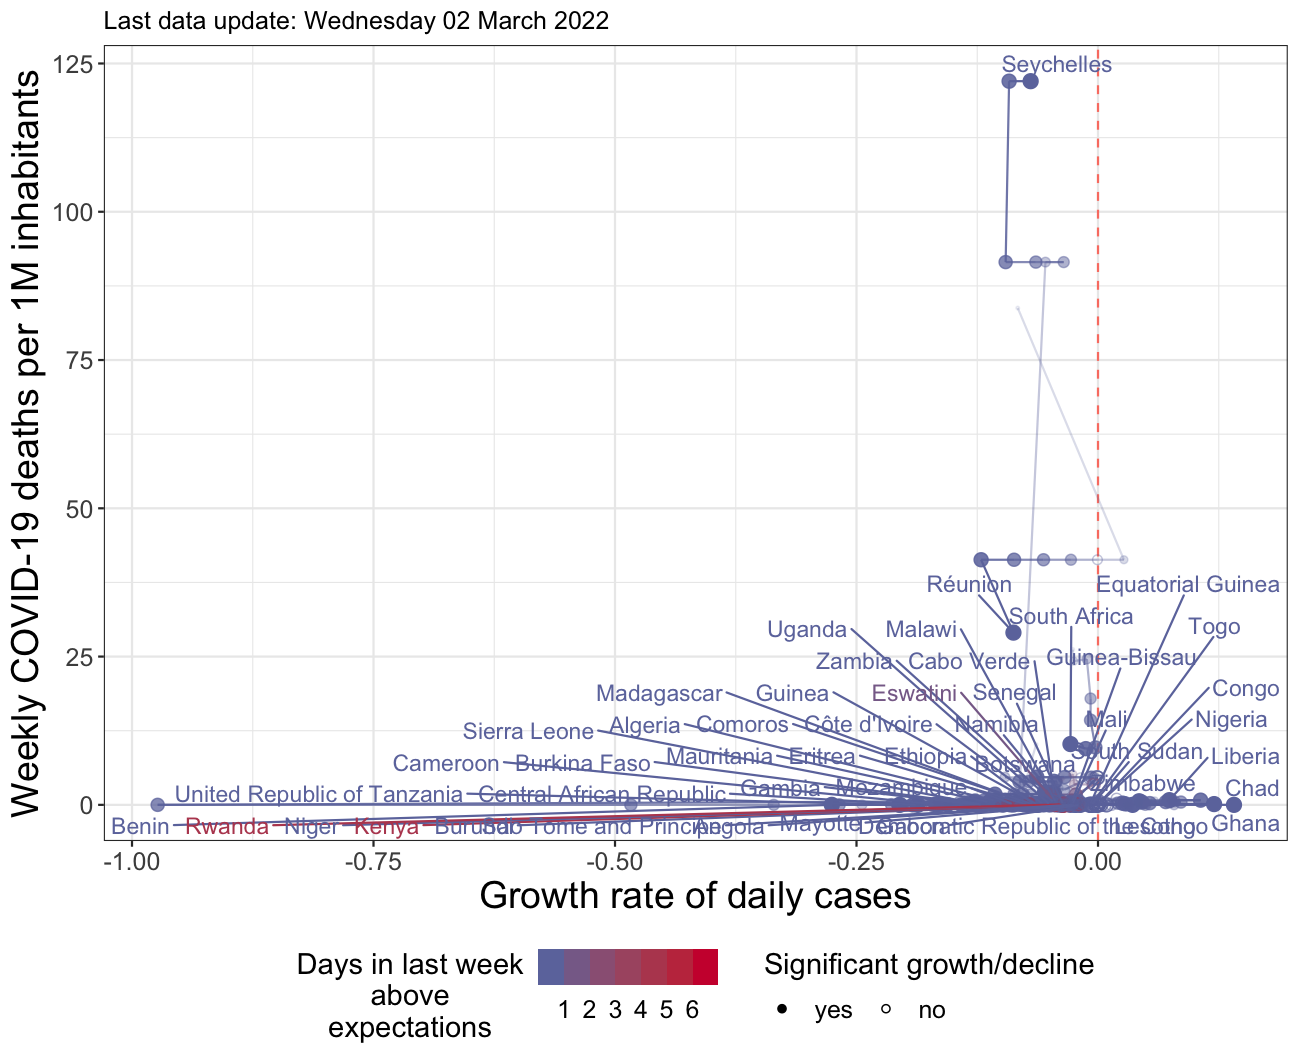 Last data update: Wednesday 02 March 2022
Weekly COVID-19 deaths per 1M inhabitants
125
100
75
50
25
0
Seychelles
Réunion
Equatorial Guinea
South Africa
Uganda
Malawi
Togo
Zambia
Cabo Verde
Guinea-Bissau
Madagascar
Guinea
Eswatini
Senegal
Congo
Sierra Leone
Algeria
Comoros
Côte d'Ivoire
Namibia
Mali
Nigeria
Cameroon
Burkina Faso
Mauritania
Eritrea
Ethiopia
Botswana
South Sudan
Liberia
United Republic of Tanzania
Central African Republic
Gambia
Mozambique
Zimbabwe
Chad
Benin
Rwanda
Niger
Kenya
Burundi
Sao Tome and Principe
Angola
Mayotte
Gabon
Democratic Republic of the Congo
Lesotho
Ghana
-1.00
-0.75
-0.50
-0.25
0.00
Growth rate of daily cases
Days in last week
above
expectations
1 2 3 4 5 6
Significant growth/decline
yes
no